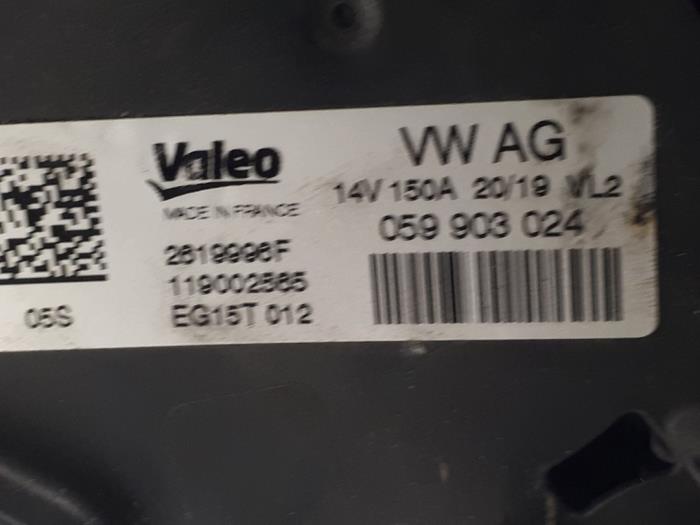 Valeo
MADE IN FRANCE
2619996F
119002565
EG15T 012
05S
VW AG
14V 150A 20/19 VL2
059 903 024